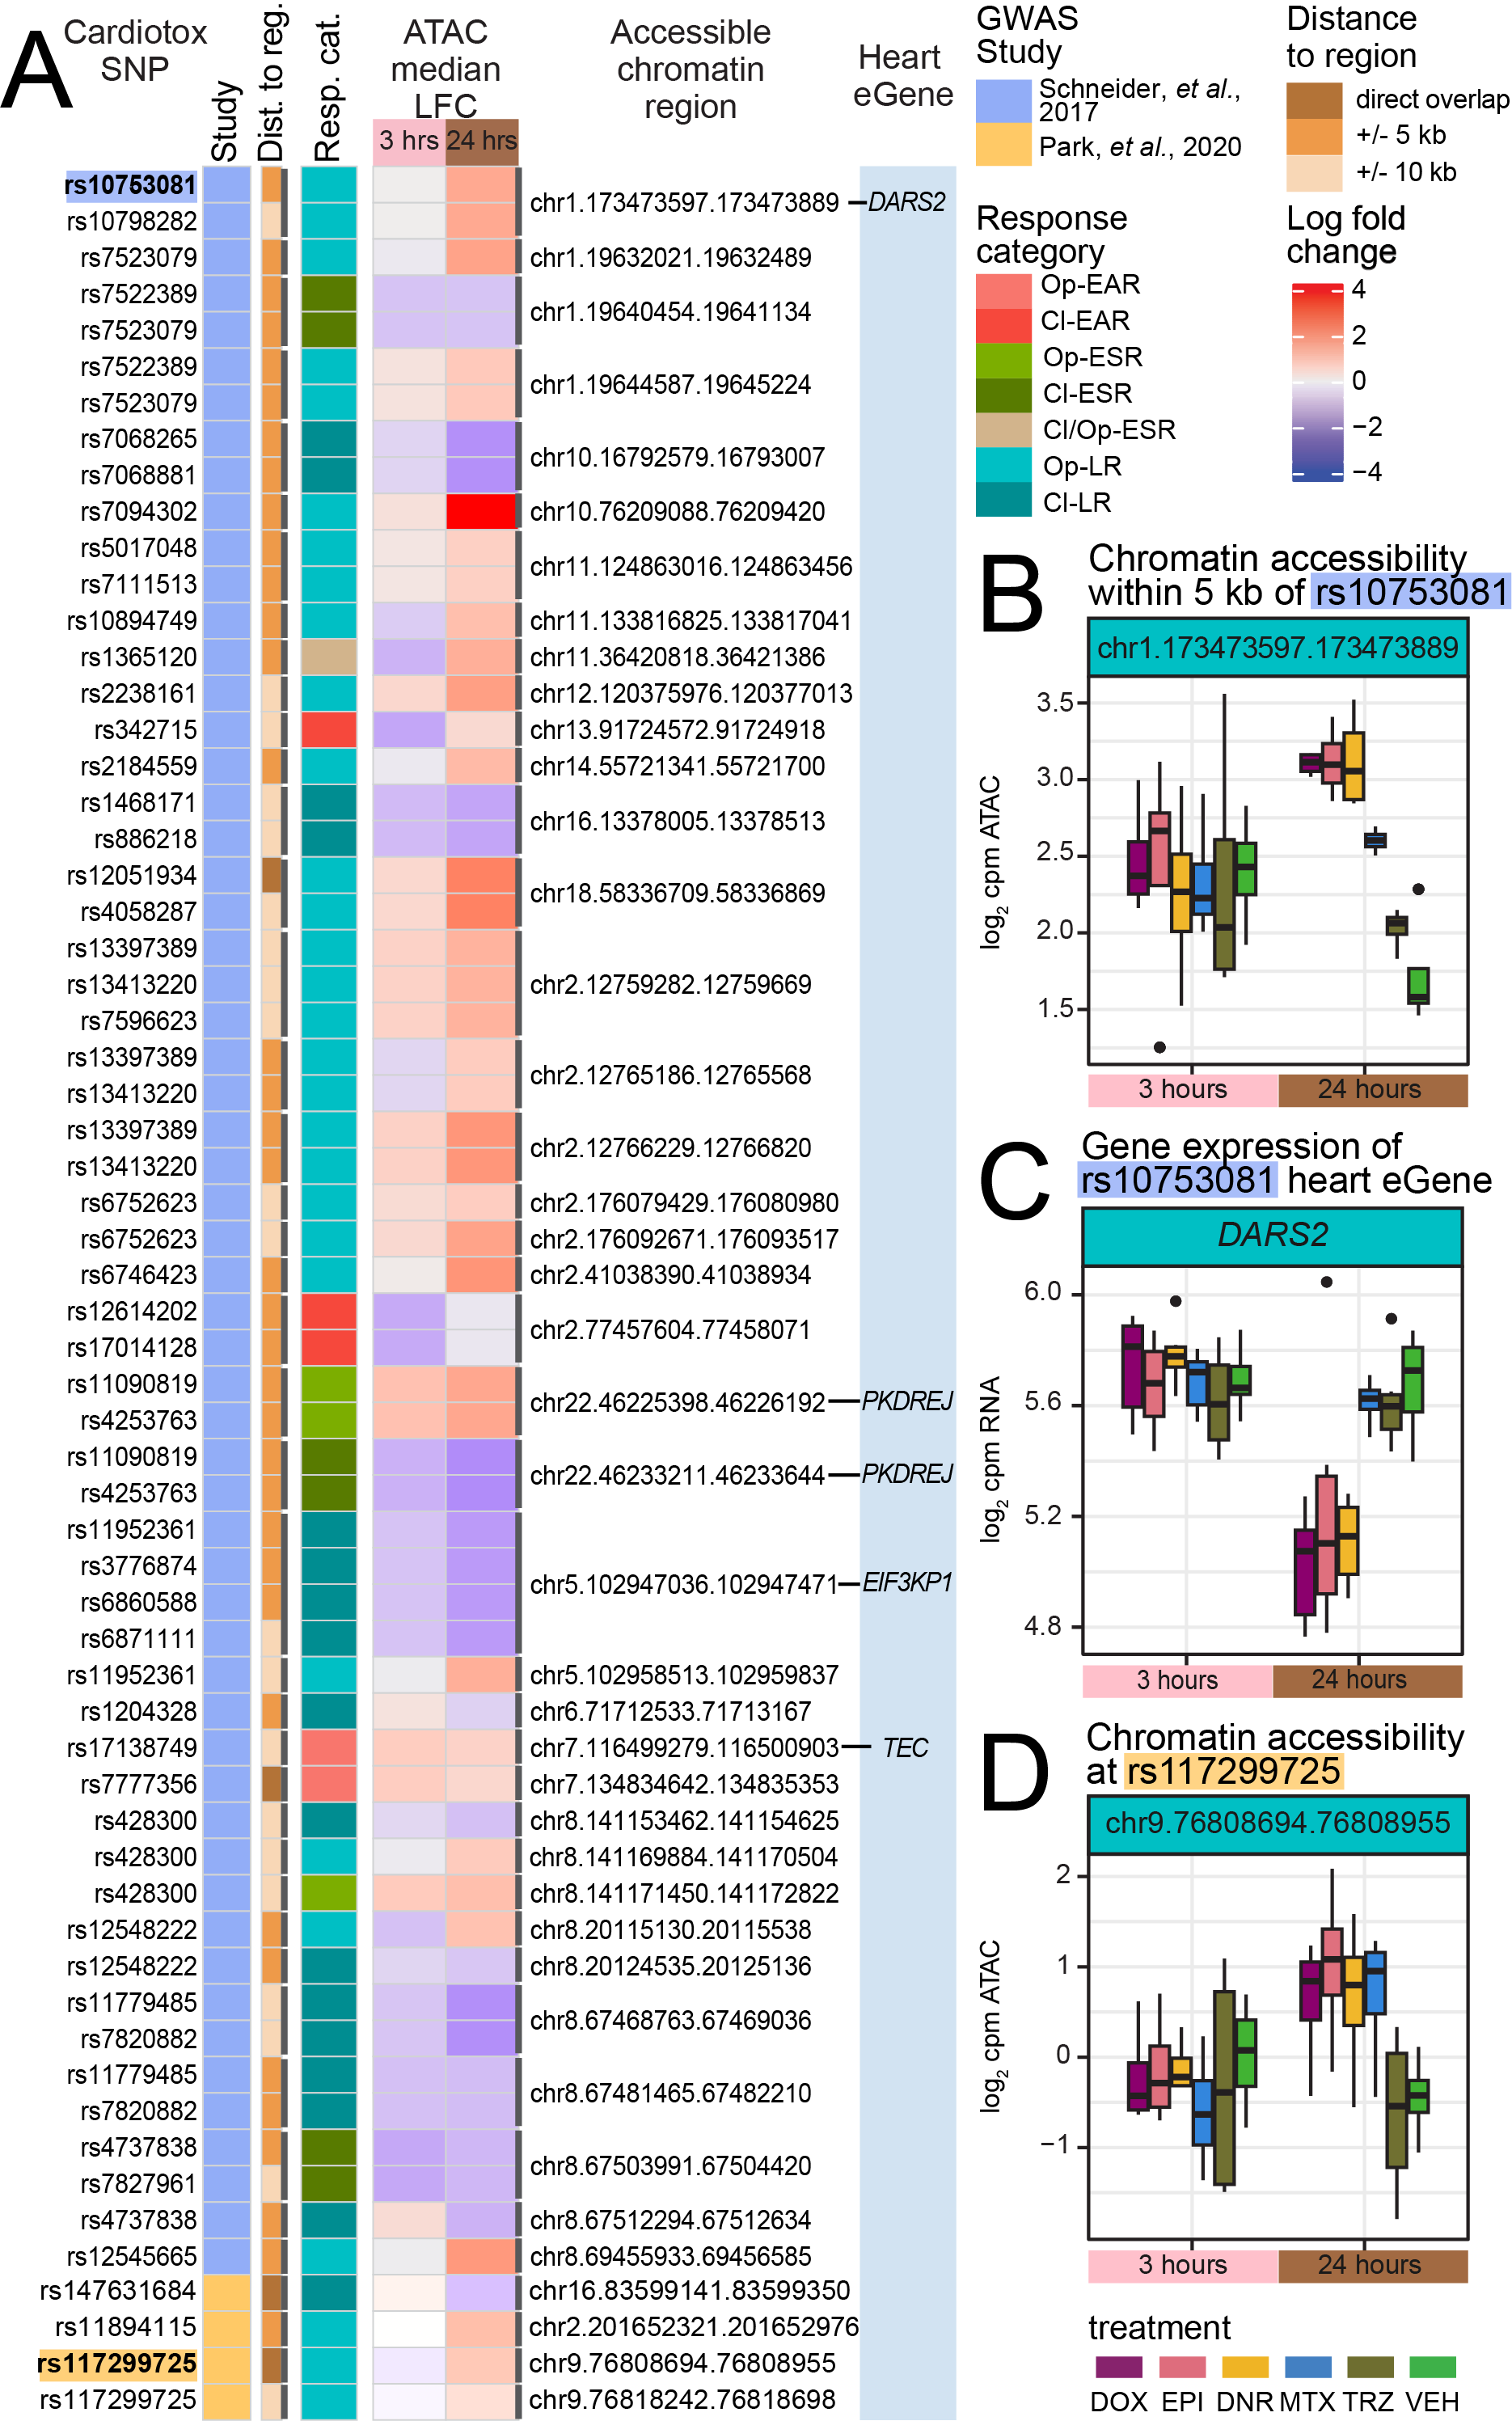 A
Cardiotox
SNP
Study
Dist. to reg.
Resp. cat.
ATAC
median
LFC
3 hrs 24 hrs
Accessible
chromatin
region
Heart
eGene
rs10753081
rs10798282
chr1.173473597.173473889 DARS2
rs7523079 chr1.19632021.19632489
rs7522389
rs7523079
chr1.19640454.19641134
rs7522389
rs7523079
chr1.19644587.19645224
rs7068265
rs7068881
chr10.16792579.16793007
rs7094302 chr10.76209088.76209420
rs5017048
rs7111513
chr11.124863016.124863456
rs10894749 chr11.133816825.133817041
rs1365120 chr11.36420818.36421386
rs2238161 chr12.120375976.120377013
rs342715 chr13.91724572.91724918
rs2184559 chr14.55721341.55721700
rs1468171
rs886218
chr16.13378005.13378513
rs12051934
rs4058287
chr18.58336709.58336869
rs13397389
rs13413220
rs7596623
chr2.12759282.12759669
rs13397389
rs13413220
chr2.12765186.12765568
rs13397389
rs13413220
chr2.12766229.12766820
rs6752623 chr2.176079429.176080980
rs6752623 chr2.176092671.176093517
rs6746423 chr2.41038390.41038934
rs12614202
rs17014128
chr2.77457604.77458071
rs11090819
rs4253763
chr22.46225398.46226192 PKDREJ
rs11090819
rs4253763
chr22.46233211.46233644 PKDREJ
rs11952361
rs3776874
rs6860588
rs6871111
chr5.102947036.102947471 EIF3KP1
rs11952361 chr5.102958513.102959837
rs1204328 chr6.71712533.71713167
rs17138749 chr7.116499279.116500903 TEC
rs7777356 chr7.134834642.134835353
rs428300 chr8.141153462.141154625
rs428300 chr8.141169884.141170504
rs428300 chr8.141171450.141172822
rs12548222 chr8.20115130.20115538
rs12548222 chr8.20124535.20125136
rs11779485
rs7820882
chr8.67468763.67469036
rs11779485
rs7820882
chr8.67481465.67482210
rs4737838
rs7827961
chr8.67503991.67504420
rs4737838 chr8.67512294.67512634
rs12545665 chr8.69455933.69456585
rs147631684 chr16.83599141.83599350
rs11894115 chr2.201652321.201652976
rs117299725 chr9.76808694.76808955
rs117299725 chr9.76818242.76818698
GWAS
Study
Schneider, et al.,
2017
Park, et al., 2020
Distance
to region
direct overlap
+/- 5 kb
+/- 10 kb
Response
category
Op-EAR
Cl-EAR
Op-ESR
Cl-ESR
Cl/Op-ESR
Op-LR
Cl-LR
Log fold
change
4
2
0
−2
−4
B
Chromatin accessibility
within 5 kb of rs10753081
chr1.173473597.173473889
log2 cpm ATAC
3.5
3.0
2.5
2.0
1.5
3 hours 24 hours
C
Gene expression of
rs10753081 heart eGene
DARS2
log2 cpm RNA
6.0
5.6
5.2
4.8
3 hours 24 hours
D
Chromatin accessibility
at rs117299725
chr9.76808694.76808955
log2 cpm ATAC
2
1
0
−1
3 hours 24 hours
treatment
DOX EPI DNR MTX TRZ VEH